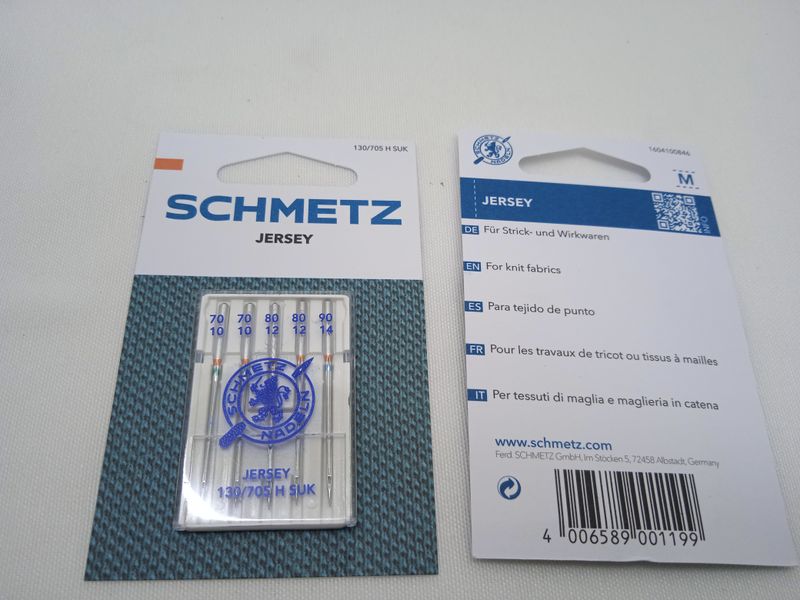 130/705 H SUK
SCHMETZ
JERSEY
70 70 80 80 90
10 10 12 12 14
SCHMETZ
NADELN
JERSEY
130/705 H SUK
SCHMETZ
NADELN
1604100846
M
JERSEY
INFO
DE Für Strick- und Wirkwaren
EN For knit fabrics
ES Para tejido de punto
FR Pour les travaux de tricot ou tissus à mailles
IT Per tessuti di maglia e maglieria in catena
www.schmetz.com
Ferd. SCHMETZ GmbH, Im Stöcken 5, 72458 Albstadt, Germany
4 006589 001199